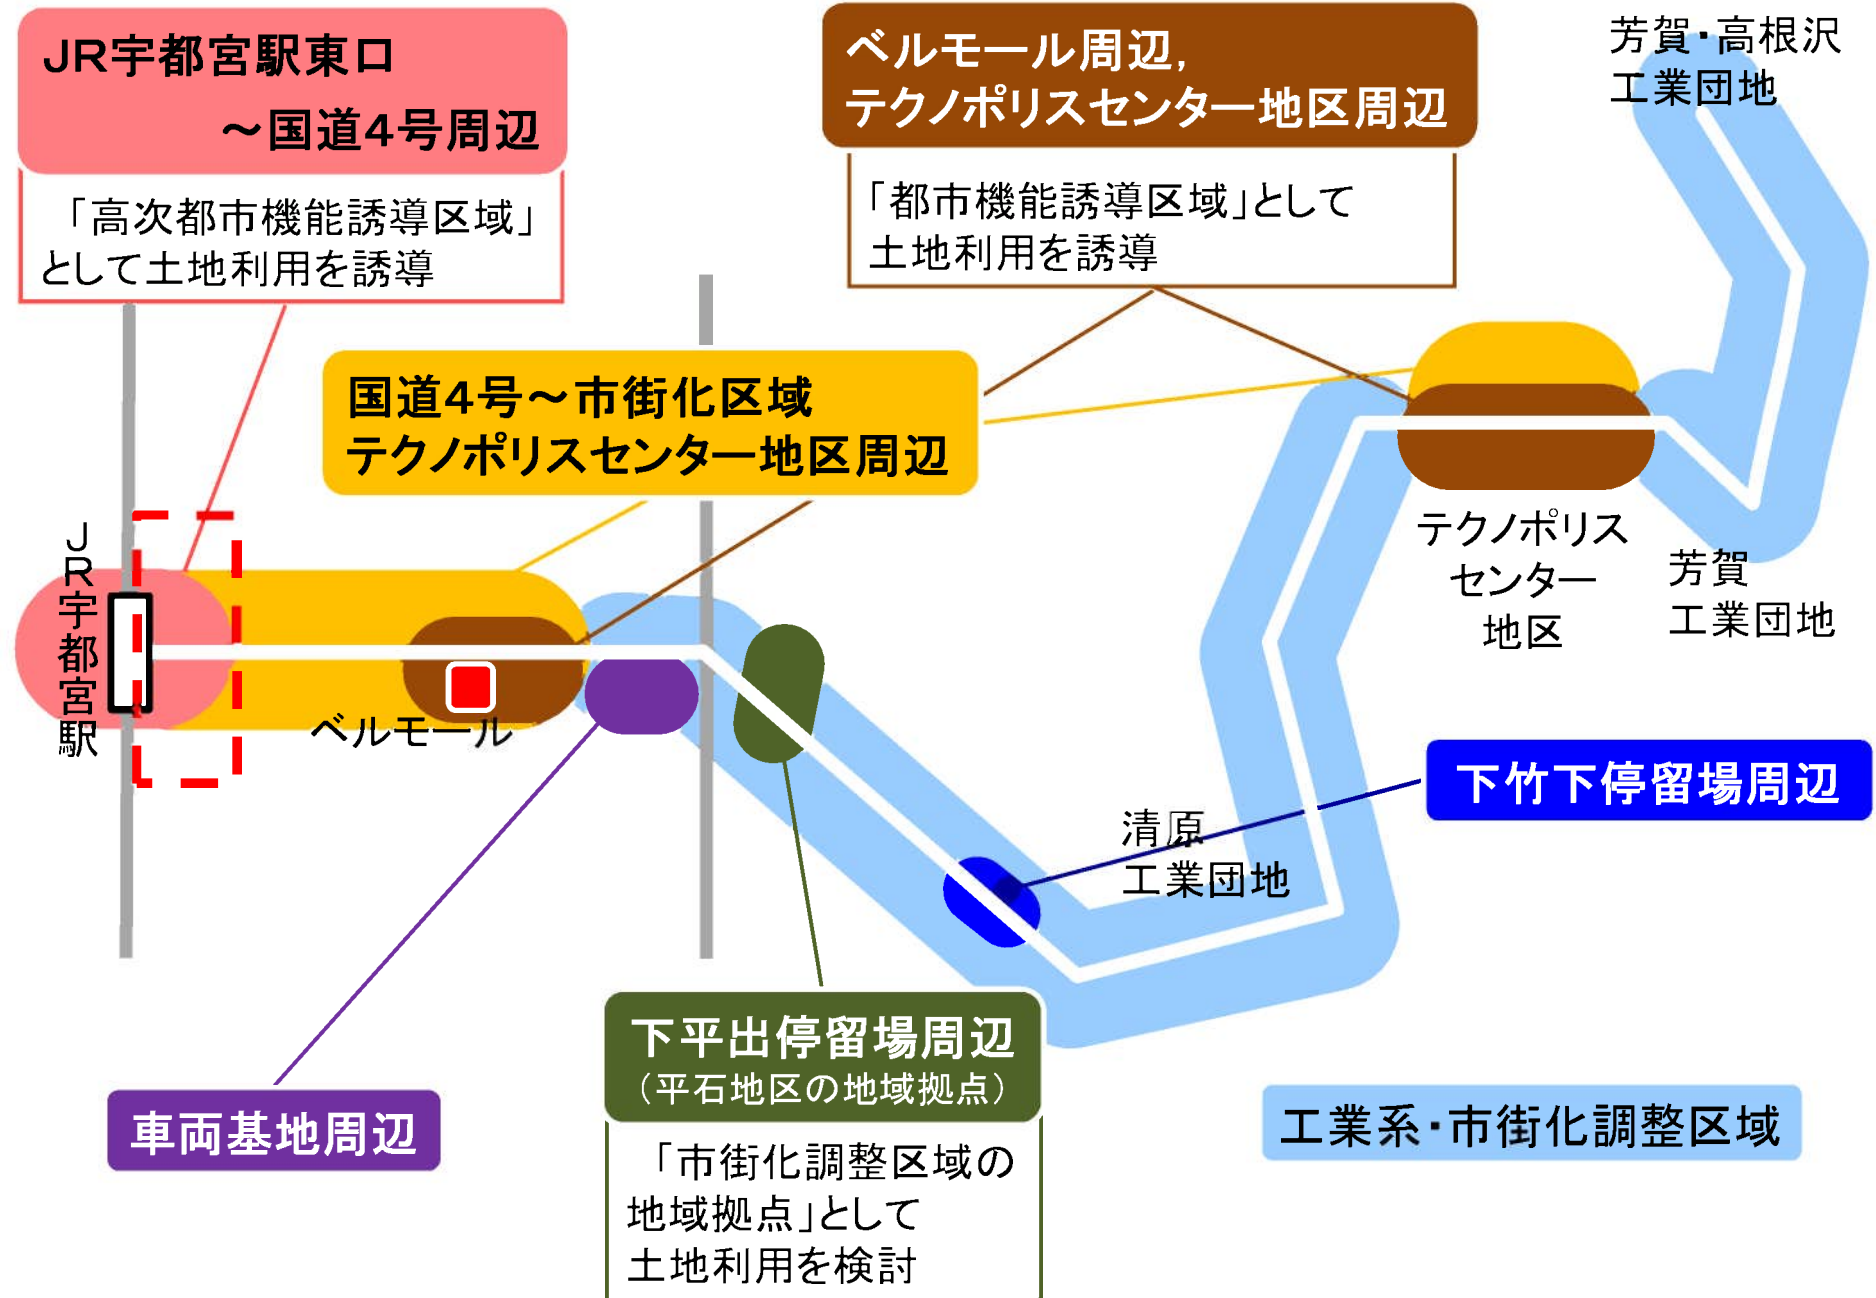 JR宇都宮駅東口
～国道4号周辺
「高次都市機能誘導区域」
として土地利用を誘導
ベルモール周辺,
テクノポリスセンター地区周辺
「都市機能誘導区域」として
土地利用を誘導
芳賀・高根沢
工業団地
国道4号～市街化区域
テクノポリスセンター地区周辺
JR宇都宮駅
ベルモール
テクノポリス
センター
地区
芳賀
工業団地
下竹下停留場周辺
清原
工業団地
下平出停留場周辺
（平石地区の地域拠点）
「市街化調整区域の
地域拠点」として
土地利用を検討
車両基地周辺
工業系・市街化調整区域